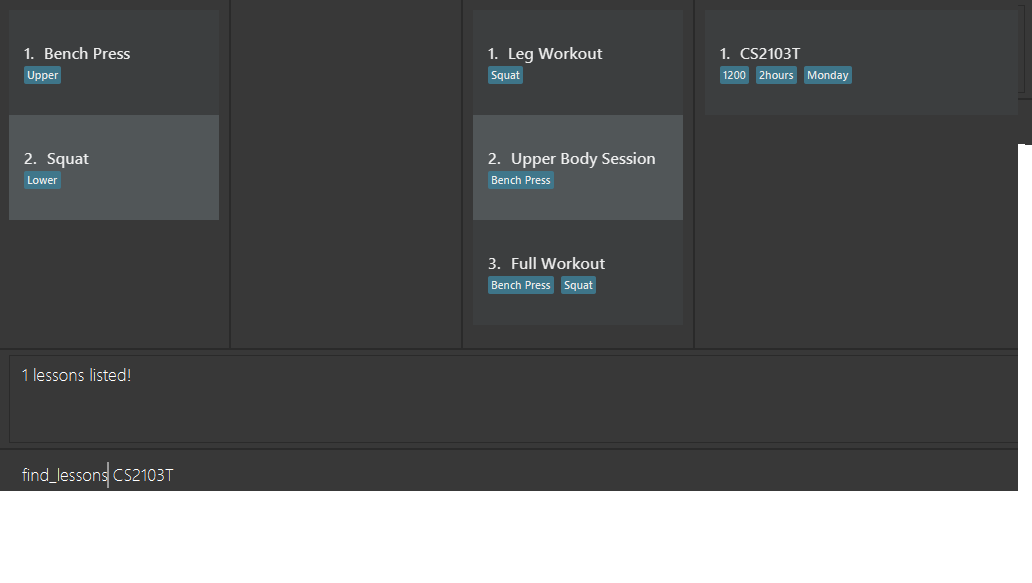 1. Bench Press
Upper
2. Squat
Lower
1. Leg Workout
Squat
2. Upper Body Session
Bench Press
3. Full Workout
Bench Press Squat
1. CS2103T
1200 2hours Monday
1 lessons listed!
find_lessons CS2103T